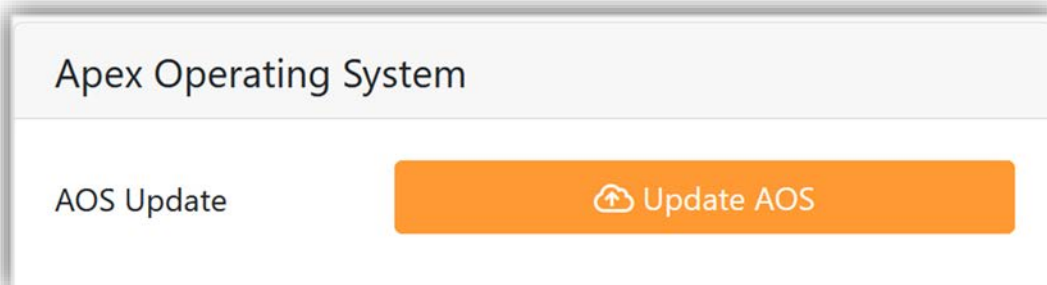 Apex Operating System
AOS Update
Update AOS